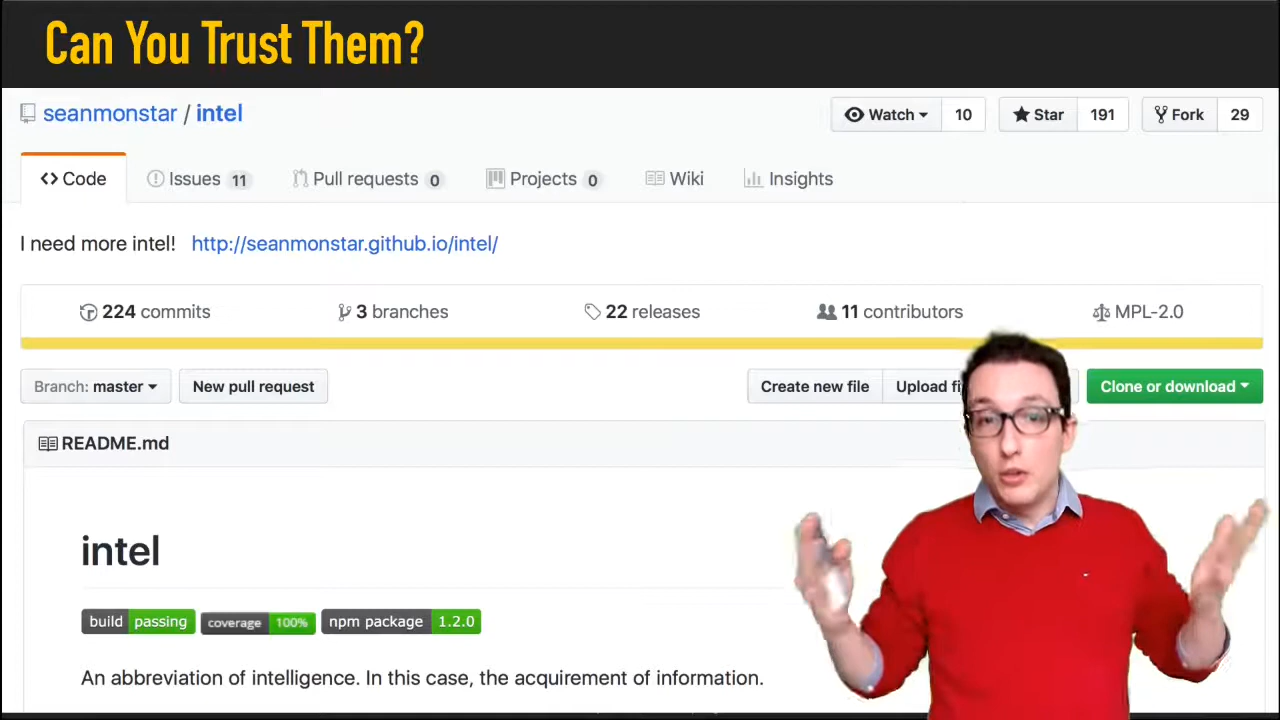 Can You Trust Them?
seanmonstar / intel
Watch 10 Star 191 Fork 29
Code Issues 11 Pull requests 0 Projects 0 Wiki Insights
I need more intel! http://seanmonstar.github.io/intel/
224 commits 3 branches 22 releases 11 contributors MPL-2.0
Branch: master New pull request Create new file Upload fi Clone or download
README.md
intel
build passing coverage 100% npm package 1.2.0
An abbreviation of intelligence. In this case, the acquirement of information.